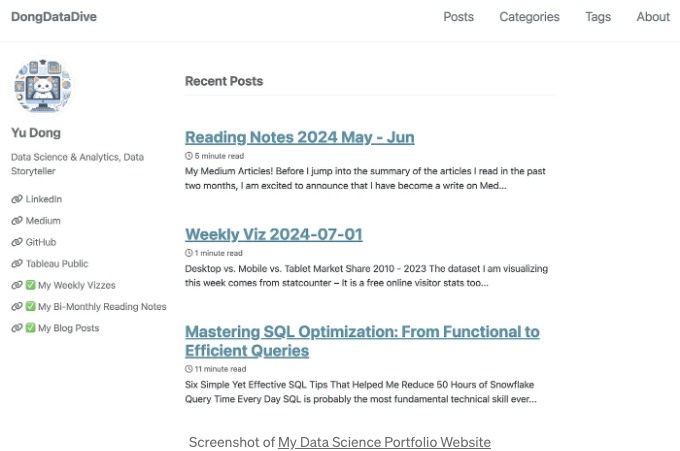 DongDataDive
Posts Categories Tags About
Yu Dong
Data Science & Analytics, Data
Storyteller
LinkedIn
Medium
GitHub
Tableau Public
My Weekly Vizzes
My Bi-Monthly Reading Notes
My Blog Posts
Recent Posts
Reading Notes 2024 May - Jun
5 minute read
My Medium Articles! Before I jump into the summary of the articles I read in the past
two months, I am excited to announce that I have become a write on Med...
Weekly Viz 2024-07-01
1 minute read
Desktop vs. Mobile vs. Tablet Market Share 2010 - 2023 The dataset I am visualizing
this week comes from statcounter – It is a free online visitor stats too...
Mastering SQL Optimization: From Functional to
Efficient Queries
11 minute read
Six Simple Yet Effective SQL Tips That Helped Me Reduce 50 Hours of Snowflake
Query Time Every Day SQL is probably the most fundamental technical skill ever...
Screenshot of My Data Science Portfolio Website